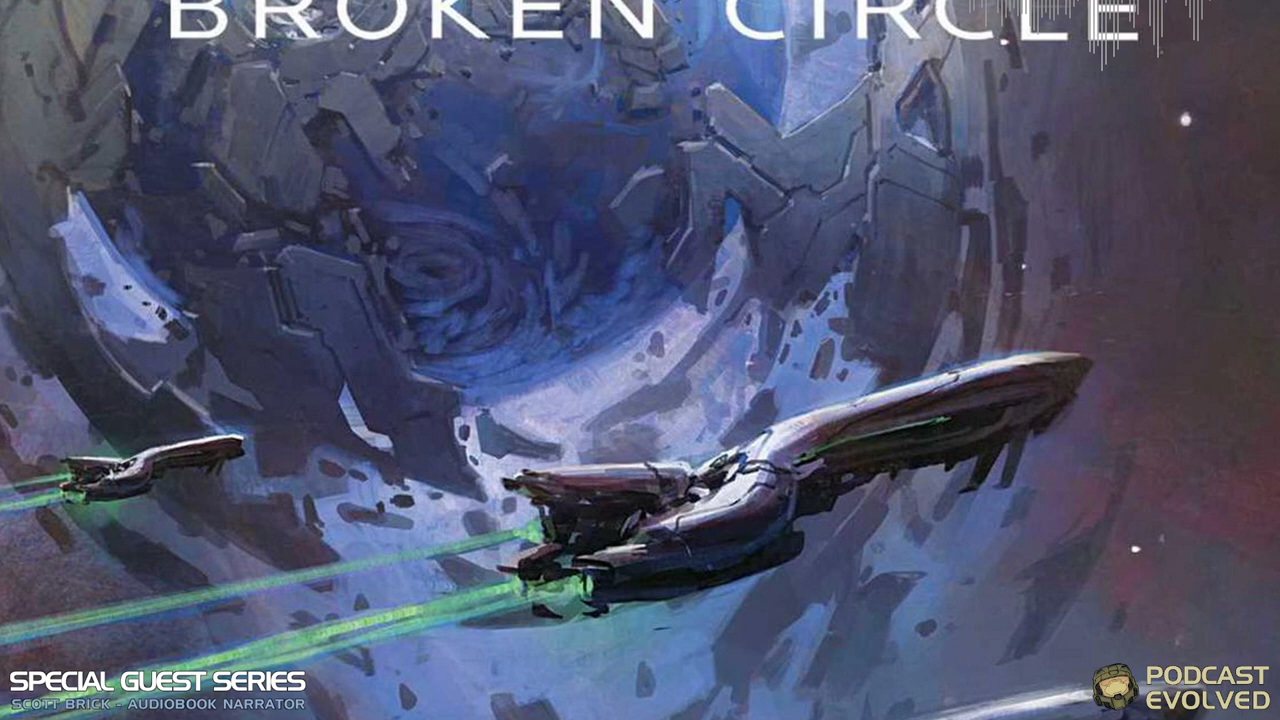 BROKEN CIRCLE
SPECIAL GUEST SERIES
SCOTT BRICK - AUDIOBOOK NARRATOR
PODCAST
EVOLVED